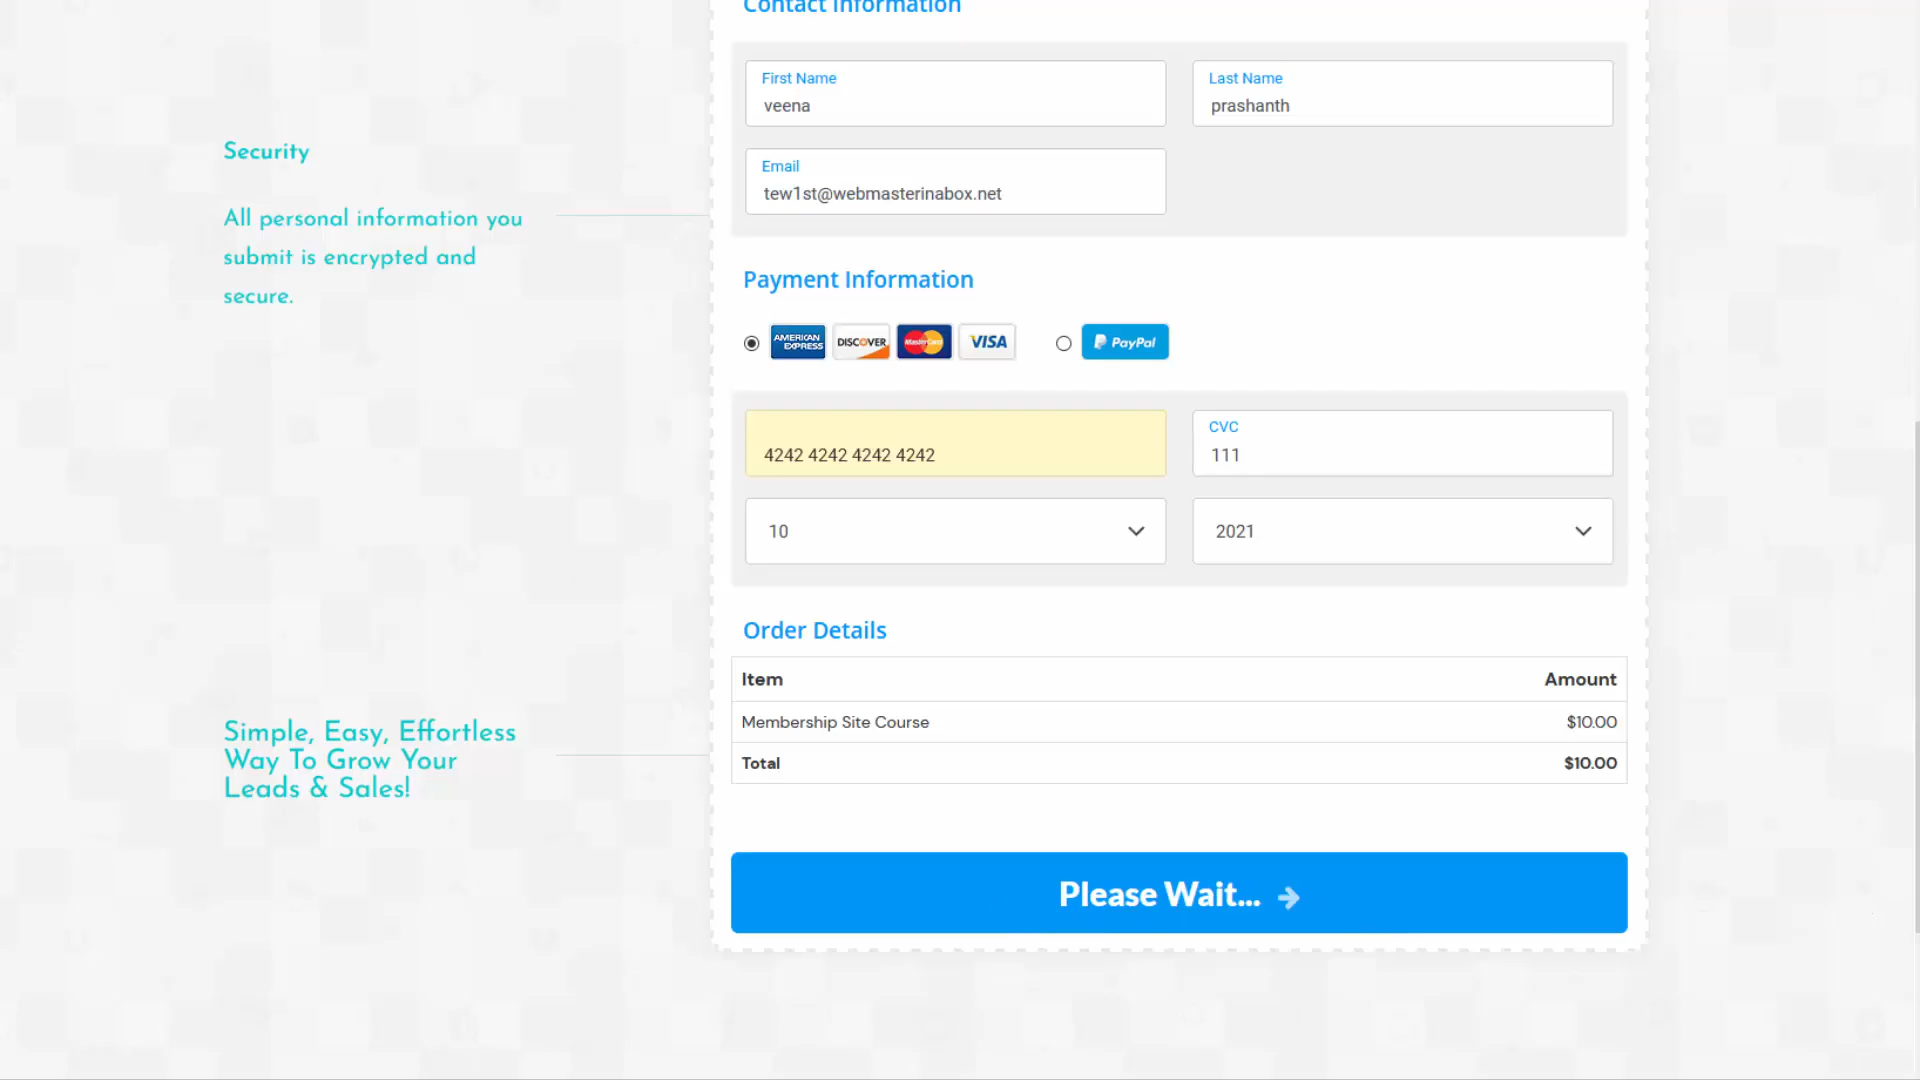 Contact Information
First Name
veena
Last Name
prashanth
Email
tew1st@webmasterinabox.net
Security
All personal information you
submit is encrypted and
secure.
Payment Information
AMERICAN
EXPRESS
DISCOVER
MasterCard
VISA
PayPal
4242 4242 4242 4242
CVC
111
10
2021
Order Details
Item Amount
Membership Site Course $10.00
Total $10.00
Simple, Easy, Effortless
Way To Grow Your
Leads & Sales!
Please Wait...